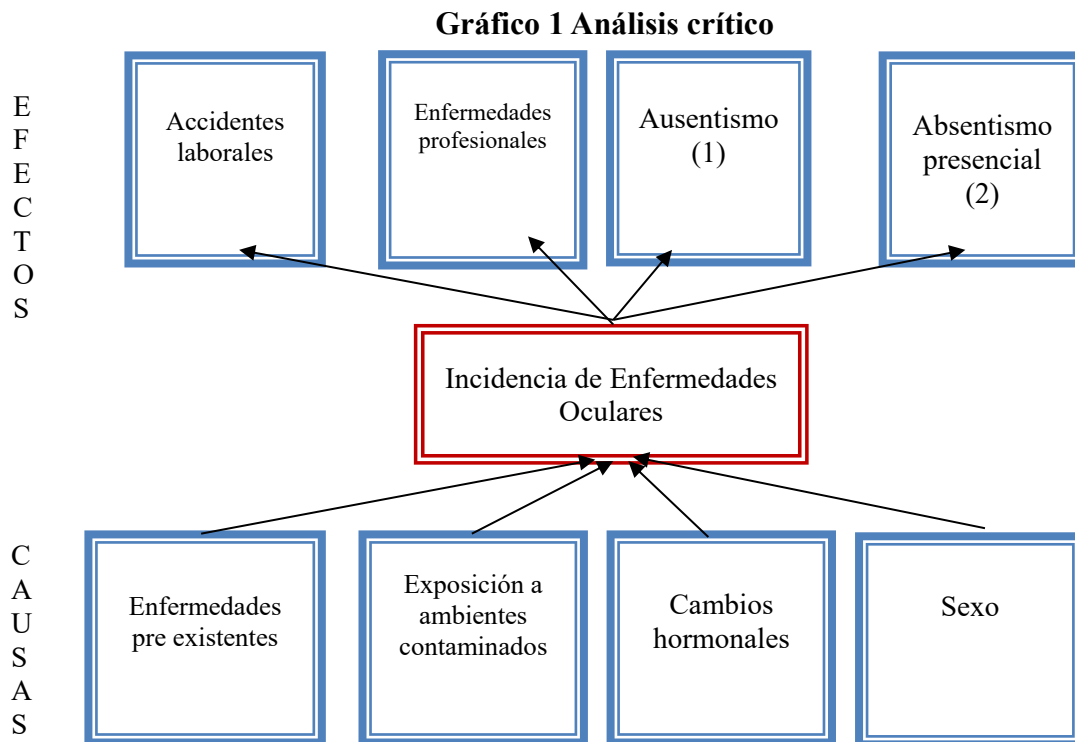 Gráfico 1 Análisis crítico
E
F
E
C
T
O
S
Accidentes
laborales
Enfermedades
profesionales
Ausentismo
(1)
Absentismo
presencial
(2)
Incidencia de Enfermedades
Oculares
C
A
U
S
A
S
Enfermedades
pre existentes
Exposición a
ambientes
contaminados
Cambios
hormonales
Sexo